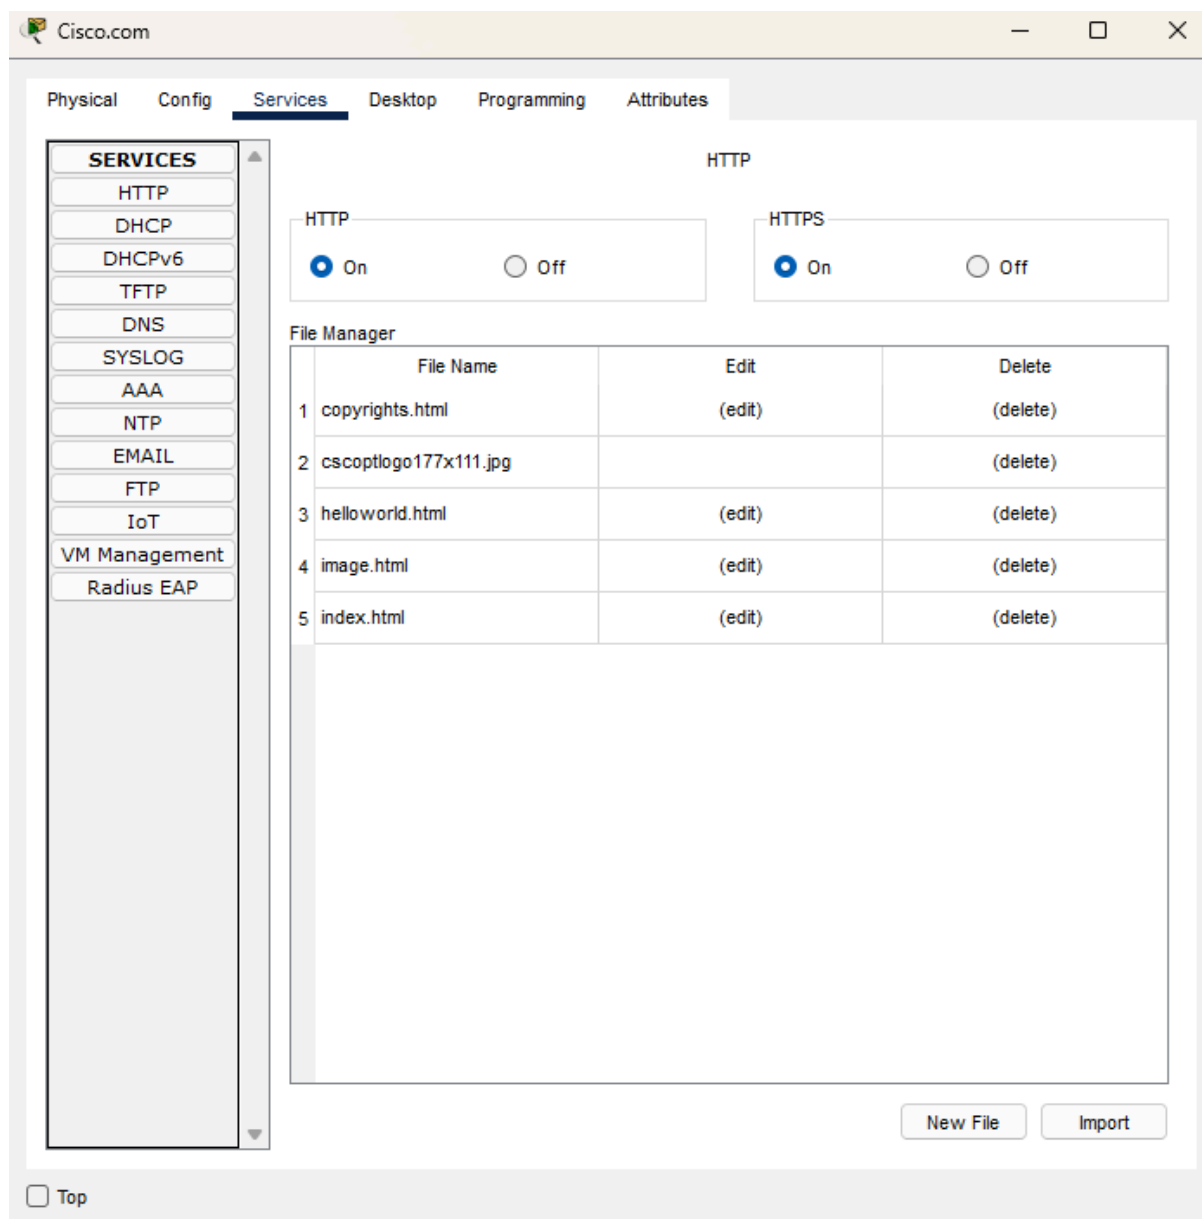 Cisco.com
Physical Config Services Desktop Programming Attributes
SERVICES
HTTP
DHCP
DHCPv6
TFTP
DNS
SYSLOG
AAA
NTP
EMAIL
FTP
IoT
VM Management
Radius EAP
HTTP
HTTP
On Off
HTTPS
On Off
File Manager
File Name Edit Delete
1 copyrights.html (edit) (delete)
2 cscoptlogo177x111.jpg (delete)
3 helloworld.html (edit) (delete)
4 image.html (edit) (delete)
5 index.html (edit) (delete)
New File Import
Top